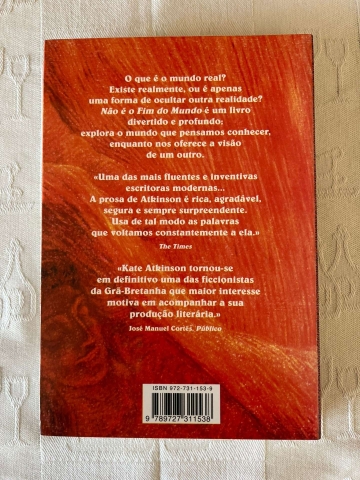 O que é o mundo real?
Existe realmente, ou é apenas
uma forma de ocultar outra realidade?
Não é o Fim do Mundo é um livro
divertido e profundo;
explora o mundo que pensamos conhecer,
enquanto nos oferece a visão
de um outro.
«Uma das mais fluentes e inventivas
escritoras modernas...
A prosa de Atkinson é rica, agradável,
segura e sempre surpreendente.
Usa de tal modo as palavras
que voltamos constantemente a ela.»
The Times
«Kate Atkinson tornou-se
em definitivo uma das ficcionistas
da Grã-Bretanha que maior interesse
motiva em acompanhar a sua
produção literária.»
José Manuel Cortês, Público
ISBN 972-731-153-9
9 789727 311538